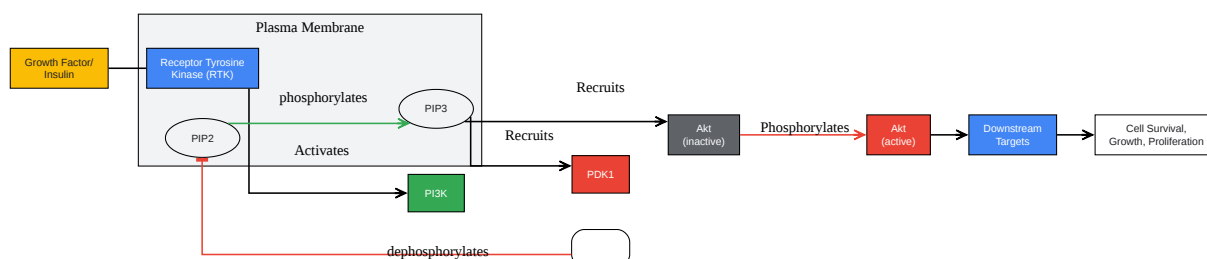 Plasma Membrane
Growth Factor/
Insulin
Receptor Tyrosine
Kinase (RTK)
phosphorylates
PIP3
Recruits
PIP2
Activates
Recruits
Akt
(inactive)
Phosphorylates
Akt
(active)
Downstream
Targets
Cell Survival,
Growth, Proliferation
PDK1
PI3K
dephosphorylates